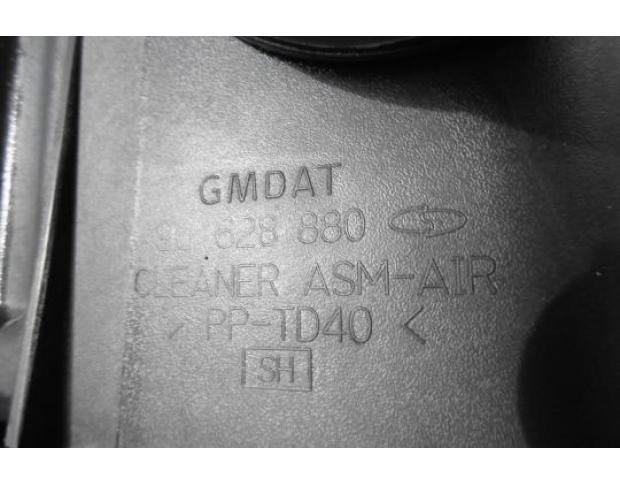 GMDAT
628 880
CLEANER ASM-AIR
> PP-TD40 <
SH